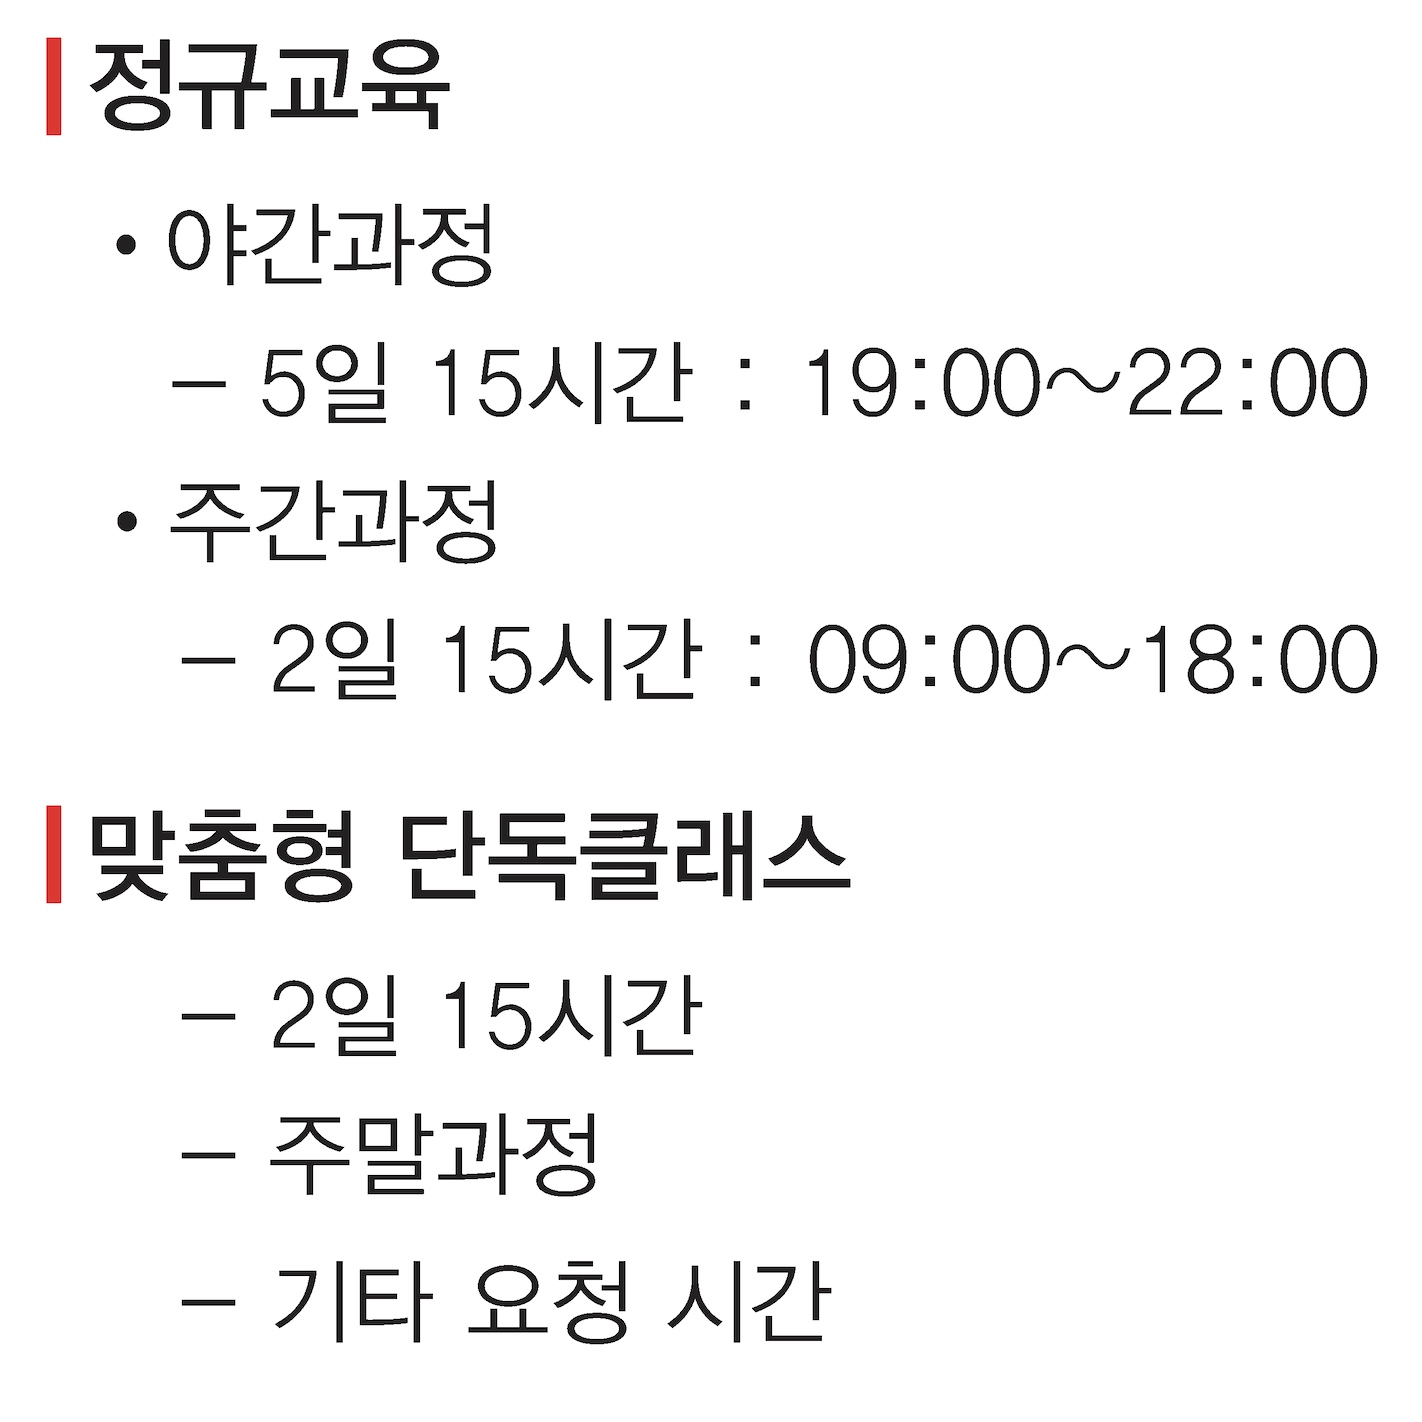 정규교육
• 야간과정
– 5일 15시간 : 19:00~22:00
• 주간과정
– 2일 15시간 : 09:00~18:00
맞춤형 단독클래스
– 2일 15시간
– 주말과정
– 기타 요청 시간